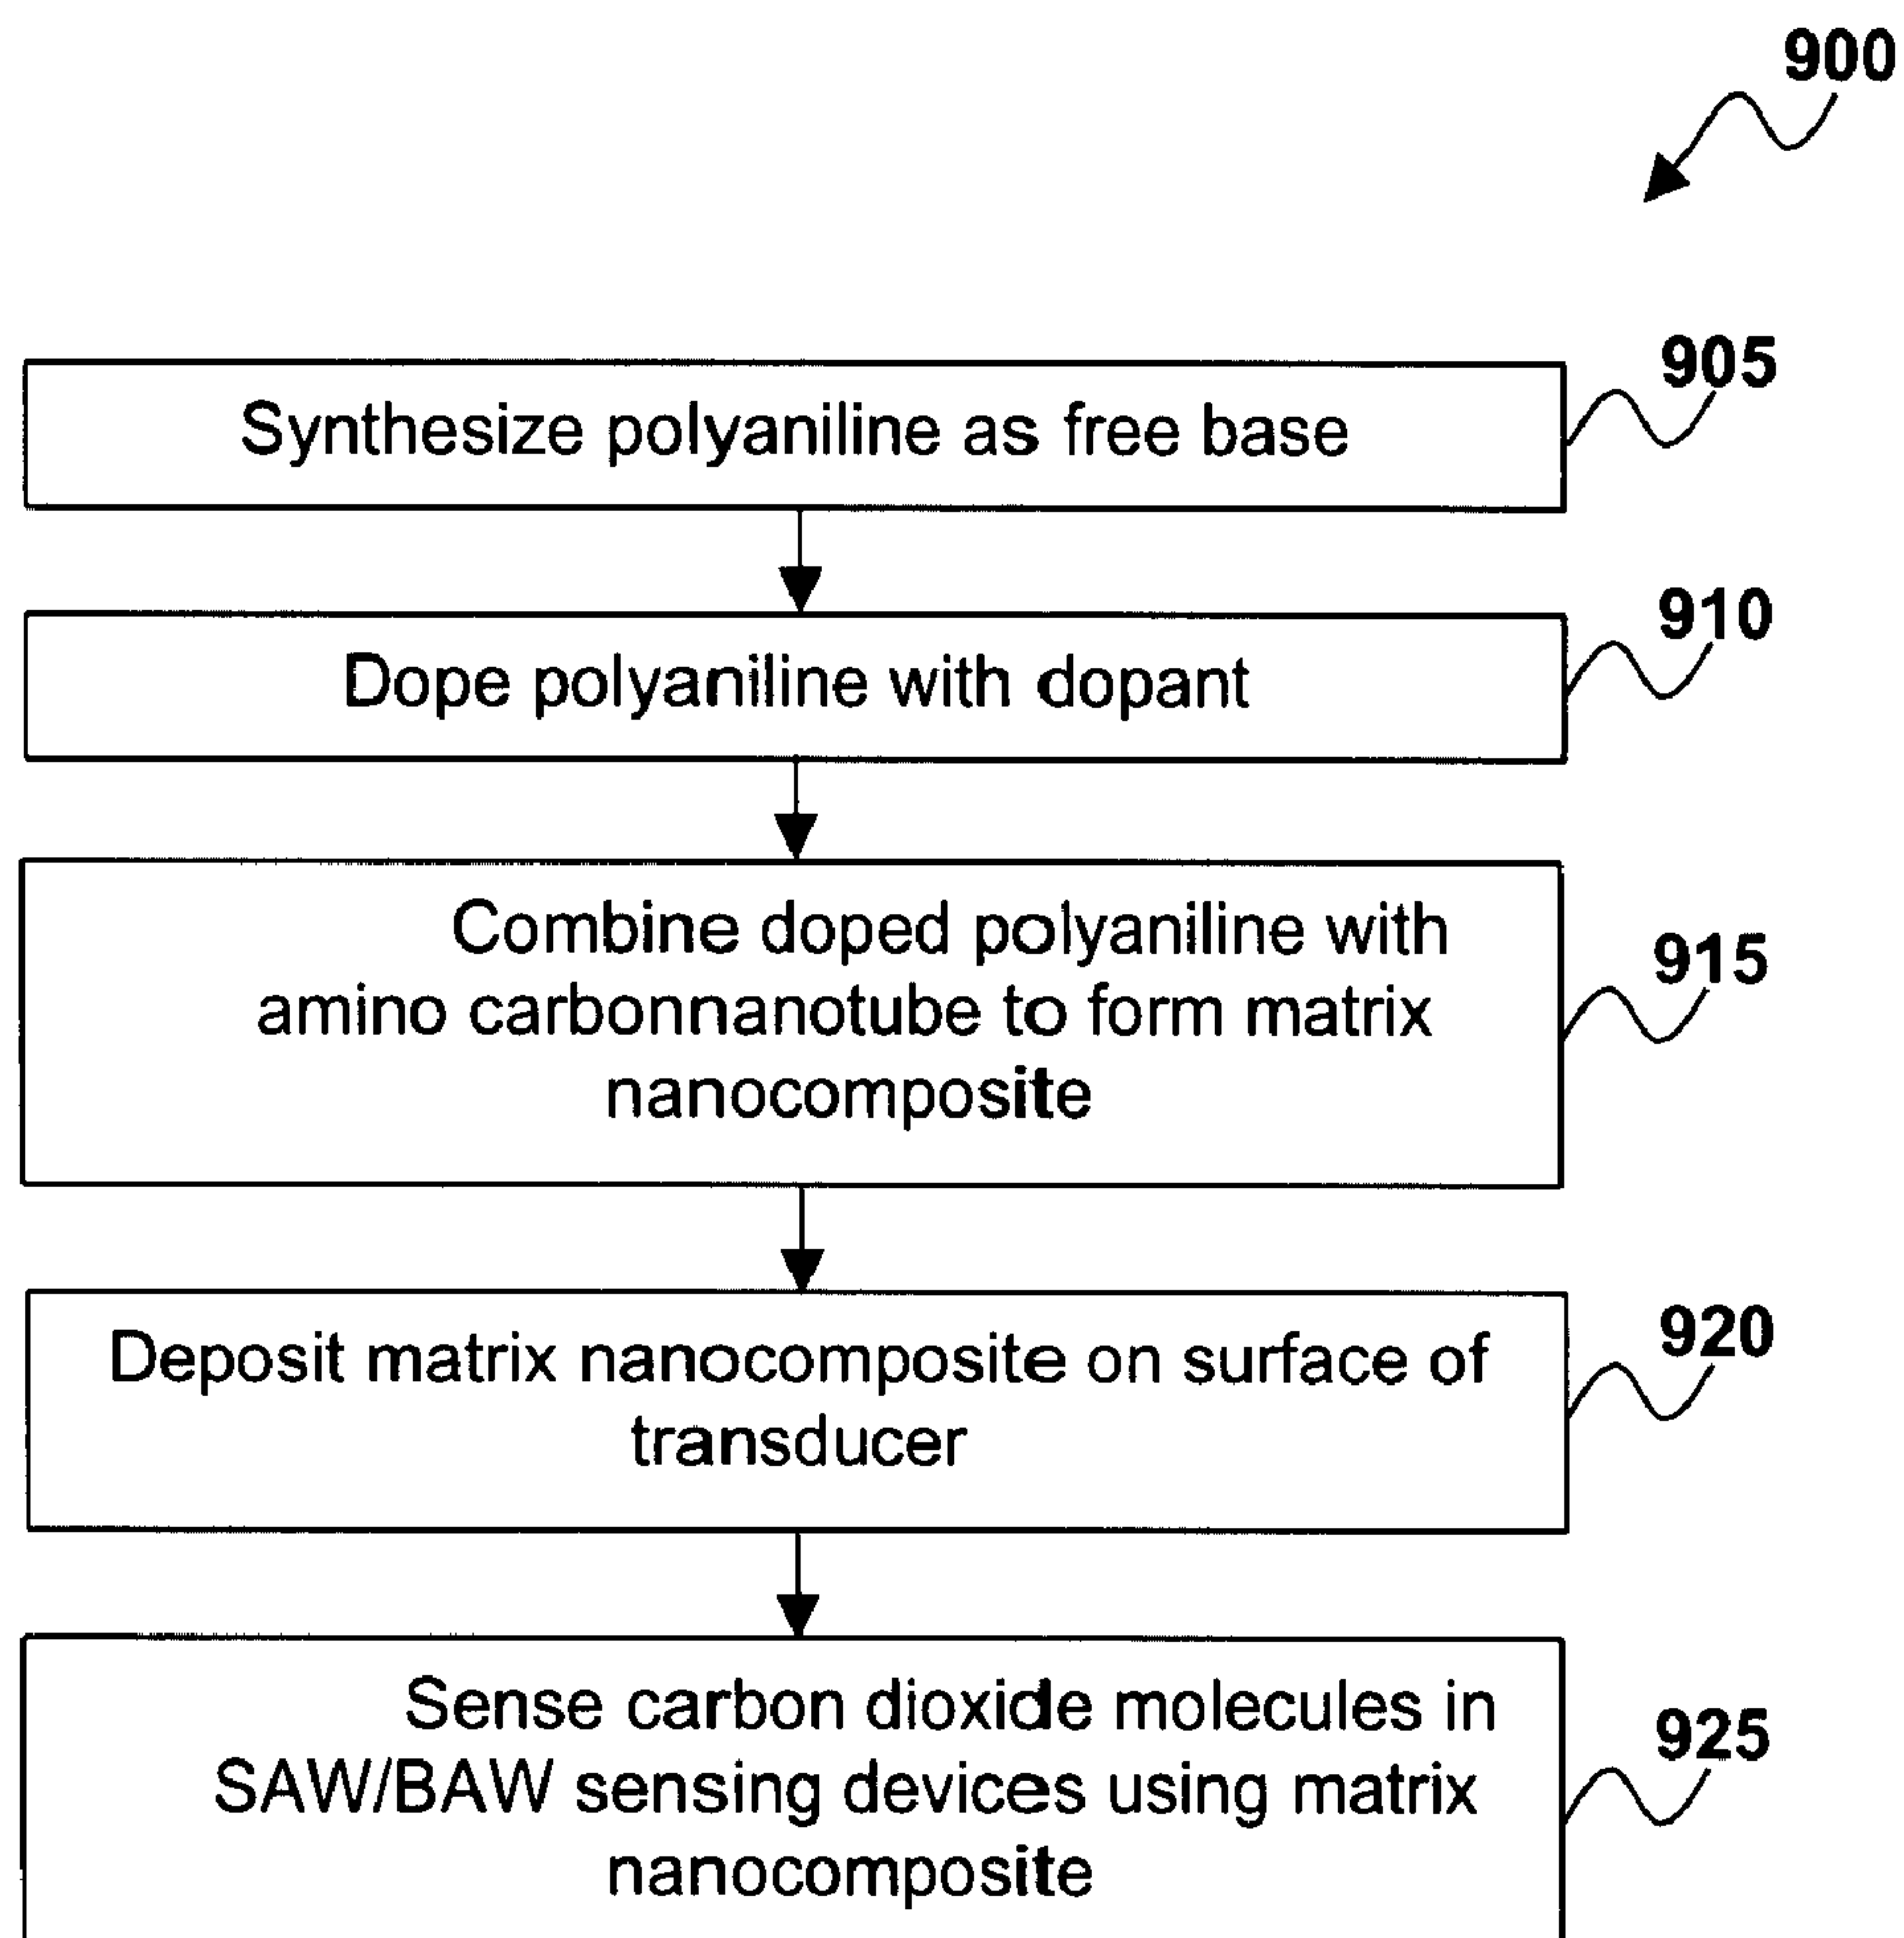 900
905
Synthesize polyaniline as free base
910
Dope polyaniline with dopant
Combine doped polyaniline with
915
amino carbonnanotube to form matrix
nanocomposite
920
Deposit matrix nanocomposite on surface of
transducer
Sense carbon dioxide molecules in
925
SAW/BAW sensing devices using matrix
nanocomposite